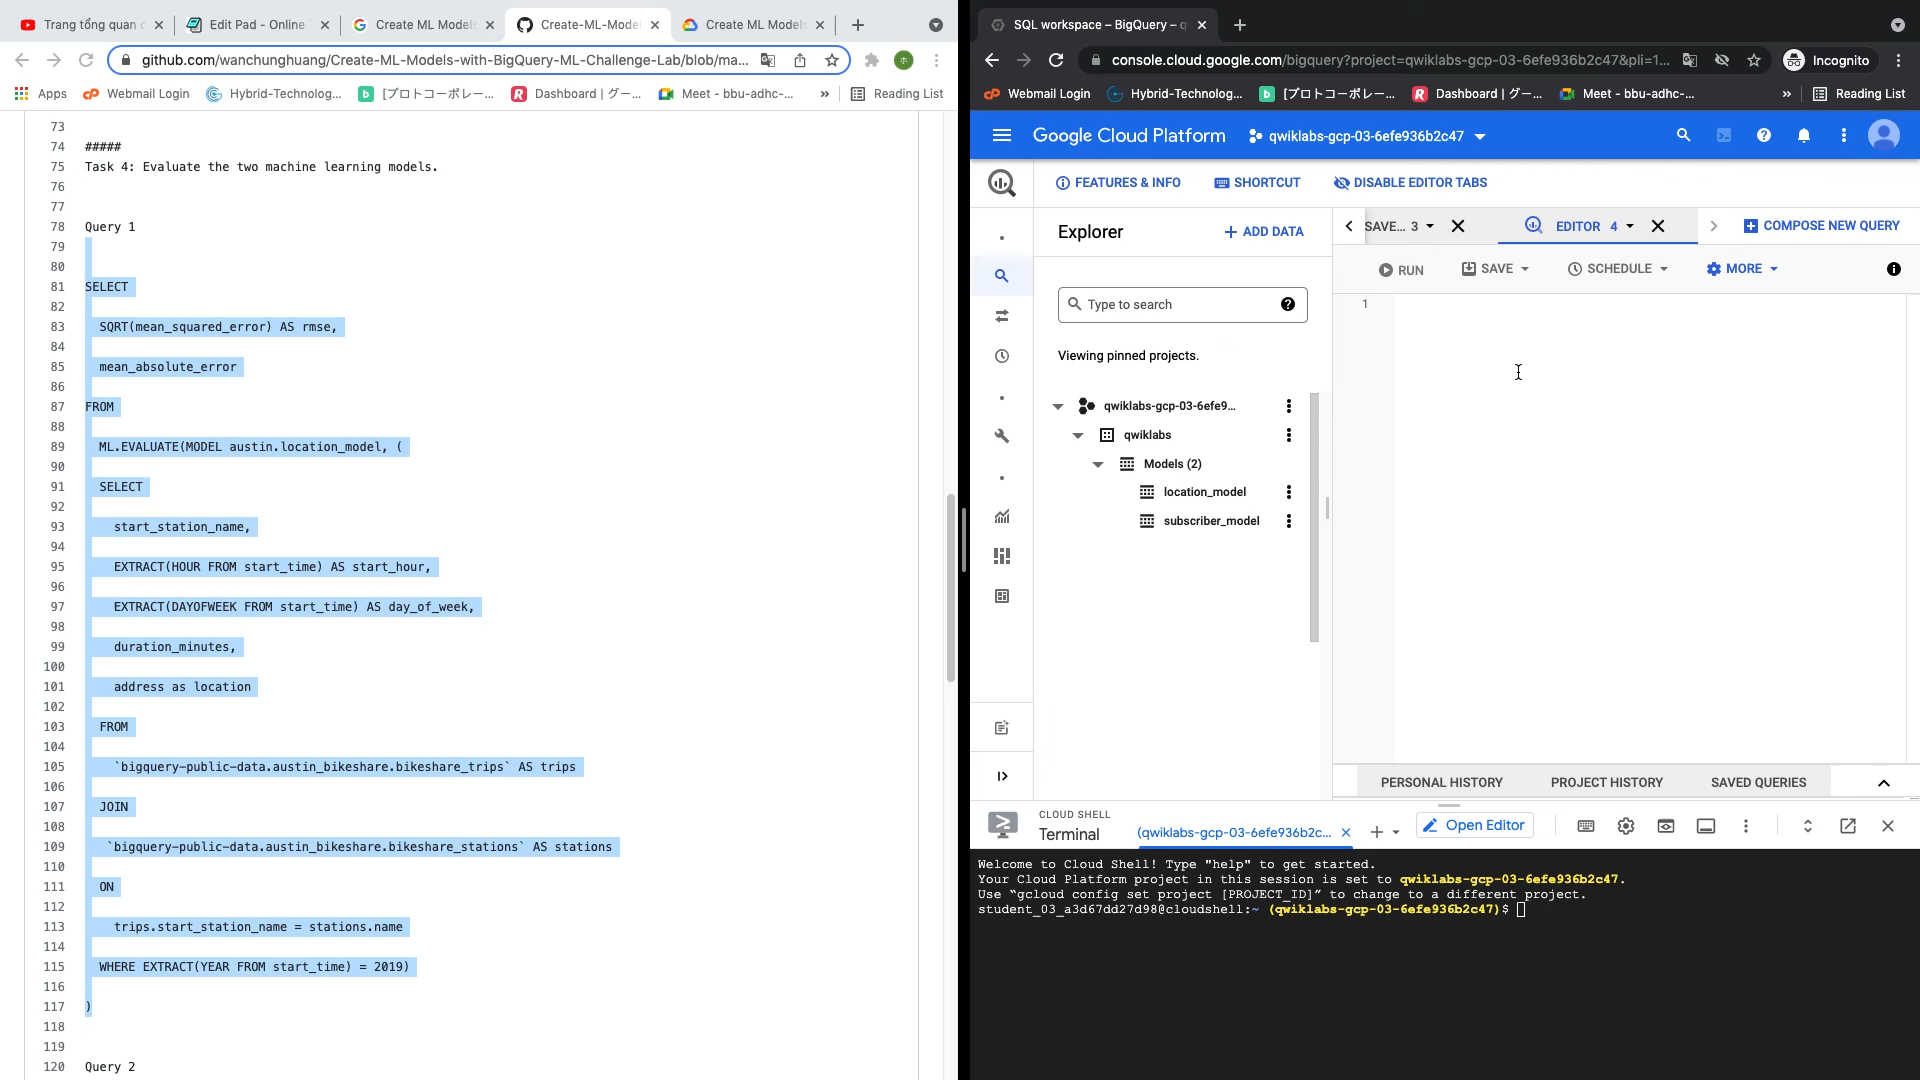 Trang tổng quan c
Edit Pad - Online T
Create ML Models
Create-ML-Mode
Create ML Models
github.com/wanchunghuang/Create-ML-Models-with-BigQuery-ML-Challenge-Lab/blob/ma...
Apps
Webmail Login
Hybrid-Technolog...
[プロトコーポレー...
Dashboard | グー...
Meet - bbu-adhc-...
»
Reading List
73
74 #####
75 Task 4: Evaluate the two machine learning models.
76
77
78 Query 1
79
80
81 SELECT
82
83 SQRT(mean_squared_error) AS rmse,
84
85 mean_absolute_error
86
87 FROM
88
89 ML.EVALUATE(MODEL austin.location_model, (
90
91 SELECT
92
93 start_station_name,
94
95 EXTRACT(HOUR FROM start_time) AS start_hour,
96
97 EXTRACT(DAYOFWEEK FROM start_time) AS day_of_week,
98
99 duration_minutes,
100
101 address as location
102
103 FROM
104
105 `bigquery-public-data.austin_bikeshare.bikeshare_trips` AS trips
106
107 JOIN
108
109 `bigquery-public-data.austin_bikeshare.bikeshare_stations` AS stations
110
111 ON
112
113 trips.start_station_name = stations.name
114
115 WHERE EXTRACT(YEAR FROM start_time) = 2019)
116
117 )
118
119
120 Query 2
SQL workspace – BigQuery – q
console.cloud.google.com/bigquery?project=qwiklabs-gcp-03-6efe936b2c47&pli=1...
Incognito
Webmail Login
Hybrid-Technolog...
[プロトコーポレー...
Dashboard | グー...
Meet - bbu-adhc-...
»
Reading List
Google Cloud Platform
qwiklabs-gcp-03-6efe936b2c47
FEATURES & INFO
SHORTCUT
DISABLE EDITOR TABS
Explorer
+ ADD DATA
SAVE... 3
EDITOR 4
COMPOSE NEW QUERY
RUN
SAVE
SCHEDULE
MORE
Type to search
1
Viewing pinned projects.
qwiklabs-gcp-03-6efe9...
qwiklabs
Models (2)
location_model
subscriber_model
PERSONAL HISTORY
PROJECT HISTORY
SAVED QUERIES
CLOUD SHELL
Terminal
(qwiklabs-gcp-03-6efe936b2c...
Open Editor
Welcome to Cloud Shell! Type "help" to get started.
Your Cloud Platform project in this session is set to qwiklabs-gcp-03-6efe936b2c47.
Use “gcloud config set project [PROJECT_ID]” to change to a different project.
student_03_a3d67dd27d98@cloudshell:~ (qwiklabs-gcp-03-6efe936b2c47)$